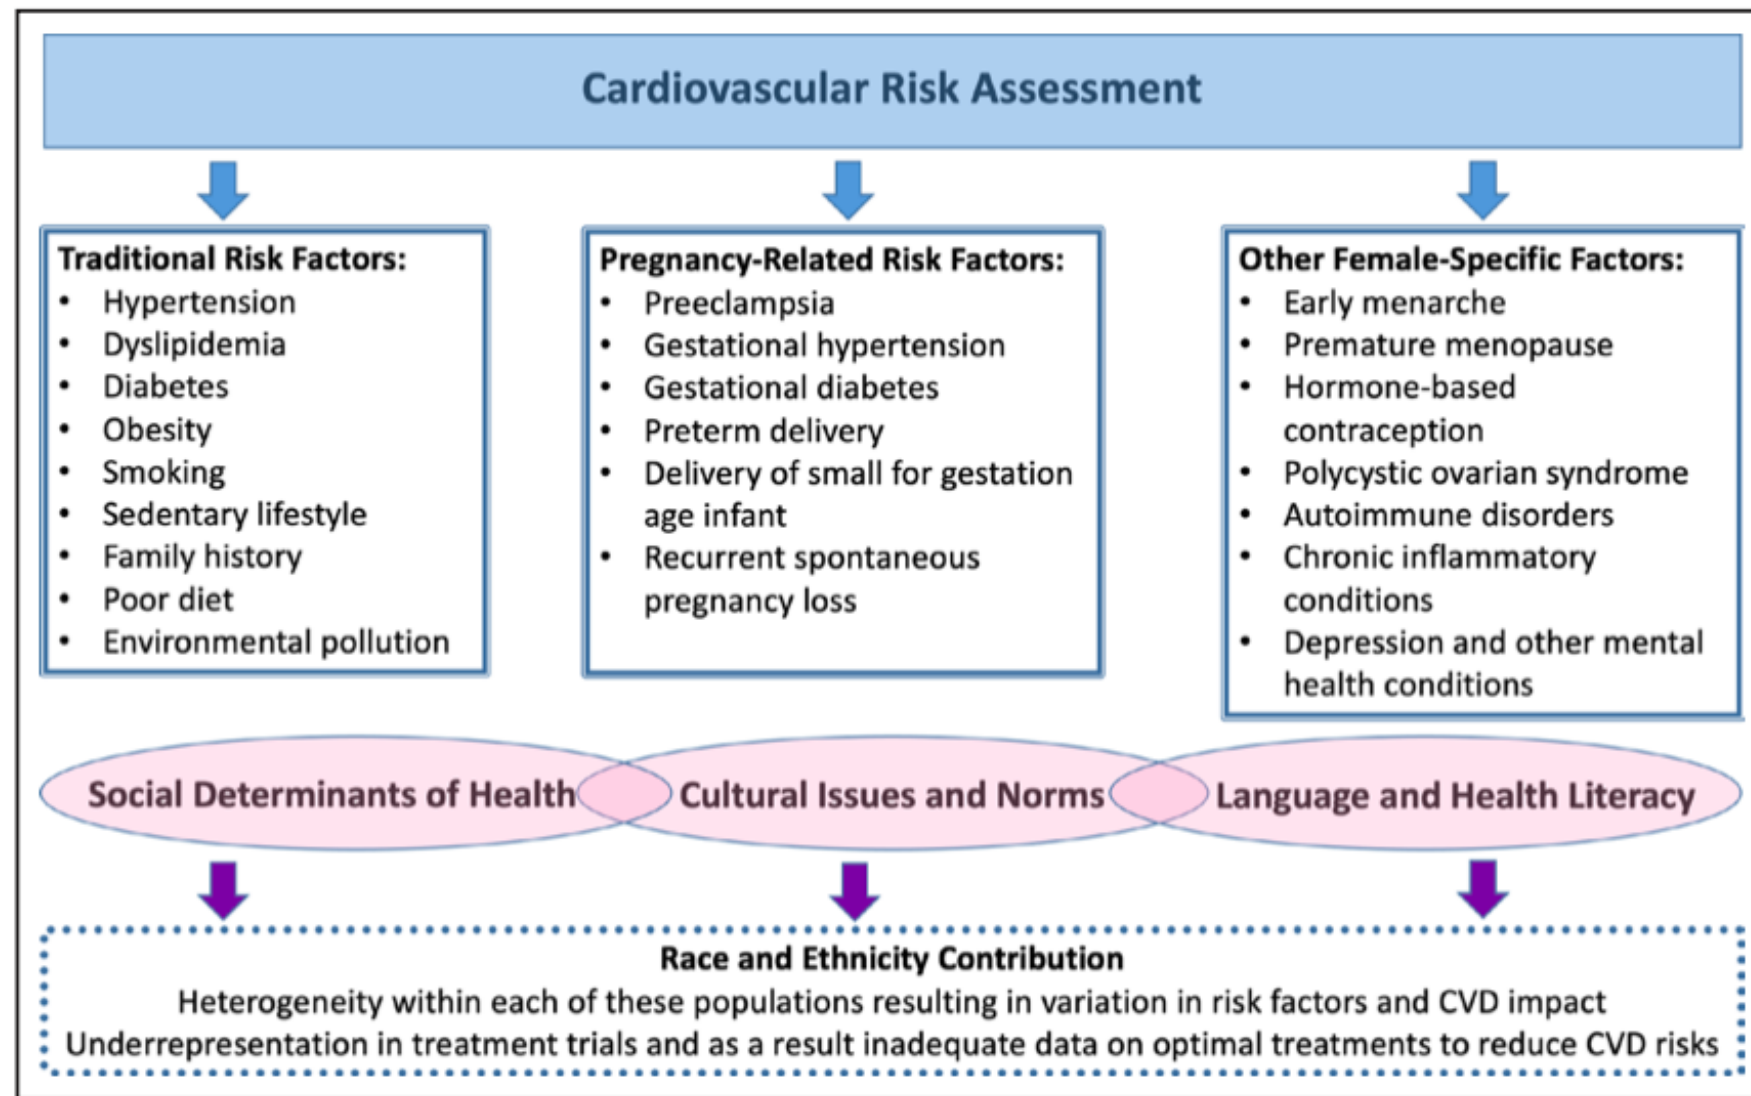 Cardiovascular Risk Assessment
Traditional Risk Factors:
• Hypertension
• Dyslipidemia
• Diabetes
• Obesity
• Smoking
• Sedentary lifestyle
• Family history
• Poor diet
• Environmental pollution
Pregnancy-Related Risk Factors:
• Preeclampsia
• Gestational hypertension
• Gestational diabetes
• Preterm delivery
• Delivery of small for gestation
age infant
• Recurrent spontaneous
pregnancy loss
Other Female-Specific Factors:
• Early menarche
• Premature menopause
• Hormone-based
contraception
• Polycystic ovarian syndrome
• Autoimmune disorders
• Chronic inflammatory
conditions
• Depression and other mental
health conditions
Social Determinants of Health
Cultural Issues and Norms
Language and Health Literacy
Race and Ethnicity Contribution
Heterogeneity within each of these populations resulting in variation in risk factors and CVD impact
Underrepresentation in treatment trials and as a result inadequate data on optimal treatments to reduce CVD risks